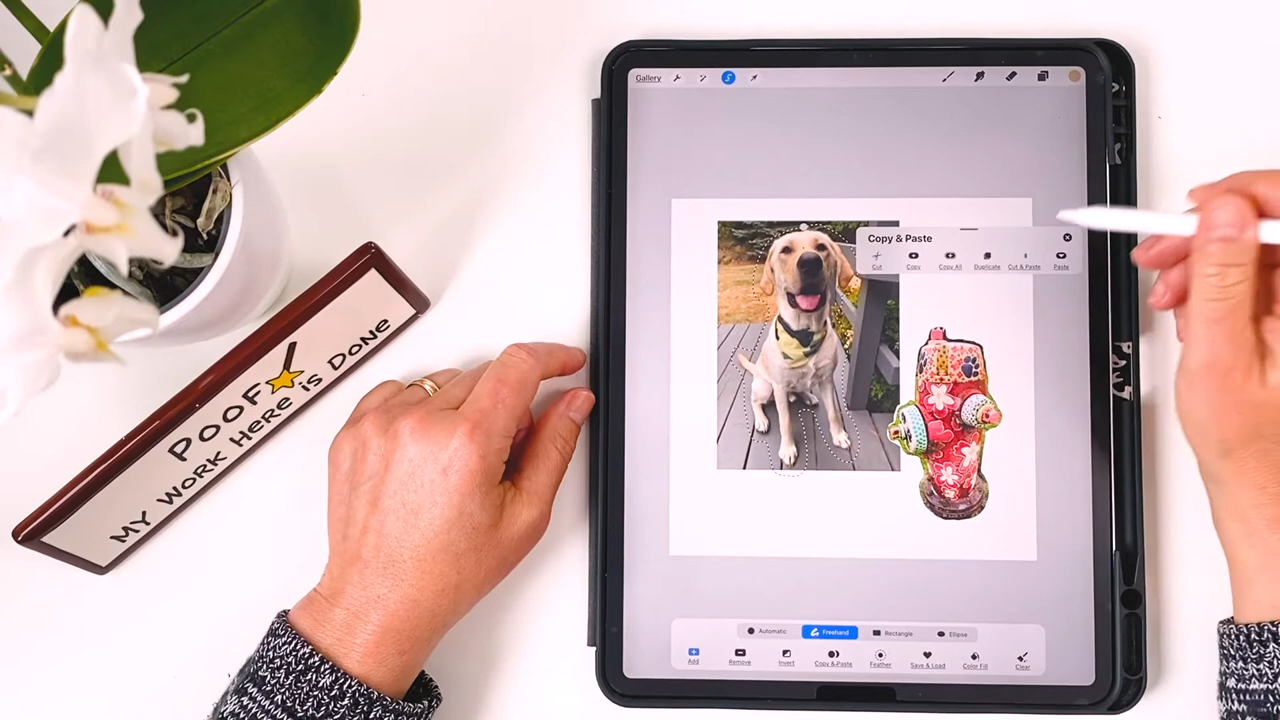 POOF
MY WORK HERE is DONE
Gallery
Copy & Paste
Cut
Copy
Copy All
Duplicate
Cut & Paste
Paste
Automatic
Freehand
Rectangle
Ellipse
Add
Remove
Invert
Copy & Paste
Feather
Save & Load
Color Fill
Clear